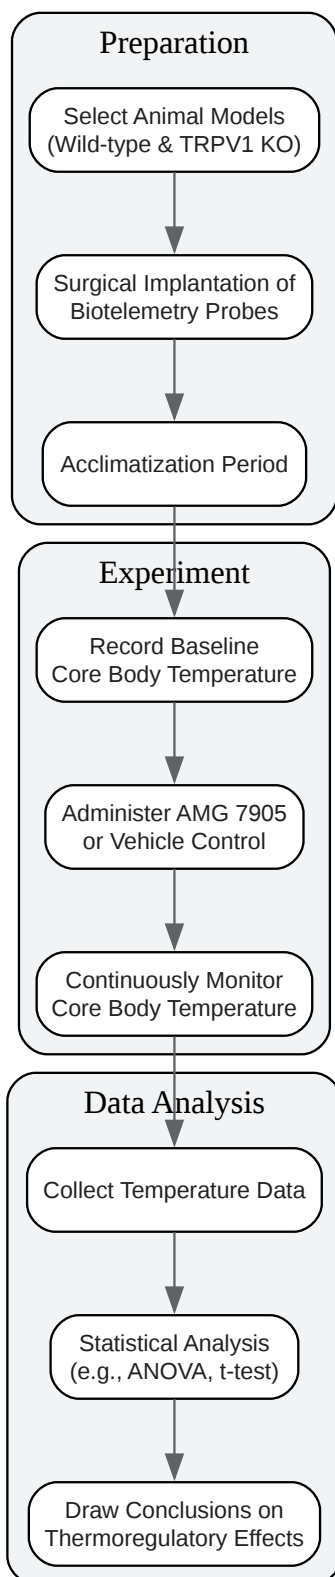 Preparation
Select Animal Models
(Wild-type & TRPV1 KO)
Surgical Implantation of
Biotelemetry Probes
Acclimatization Period
Experiment
Record Baseline
Core Body Temperature
Administer AMG 7905
or Vehicle Control
Continuously Monitor
Core Body Temperature
Data Analysis
Collect Temperature Data
Statistical Analysis
(e.g., ANOVA, t-test)
Draw Conclusions on
Thermoregulatory Effects